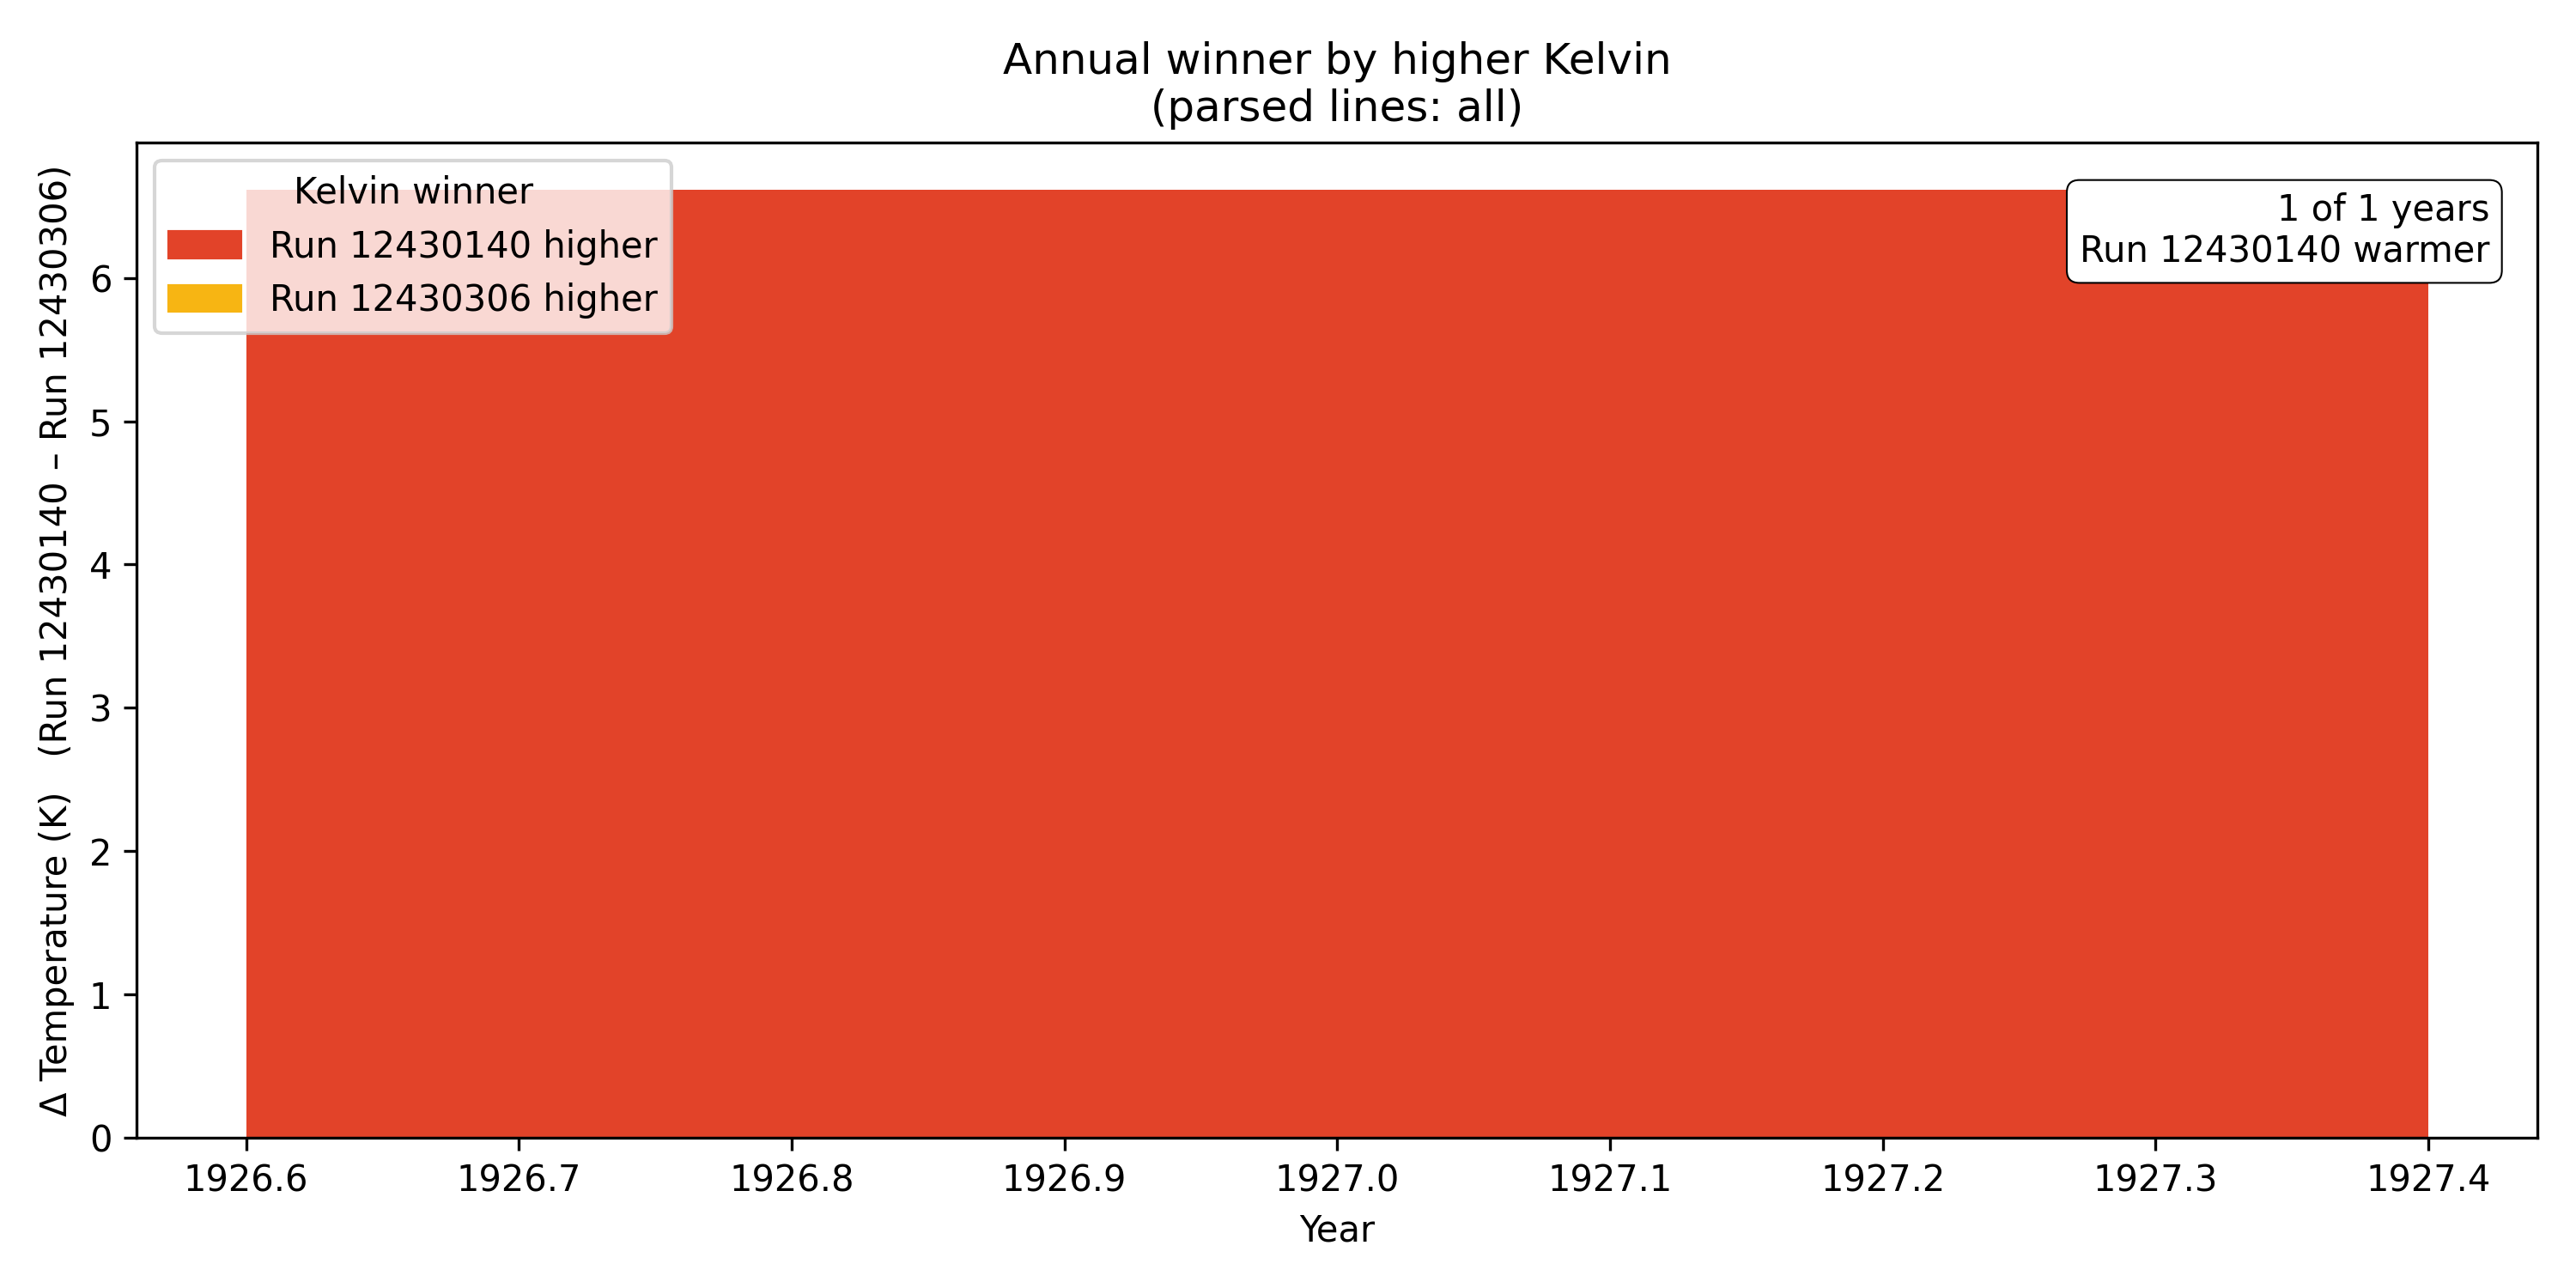 Annual winner by higher Kelvin
(parsed lines: all)
Kelvin winner
Run 12430140 higher
Run 12430306 higher
1 of 1 years
Run 12430140 warmer
Δ Temperature (K)   (Run 12430140 – Run 12430306)
6
5
4
3
2
1
0
1926.6 1926.7 1926.8 1926.9 1927.0 1927.1 1927.2 1927.3 1927.4
Year